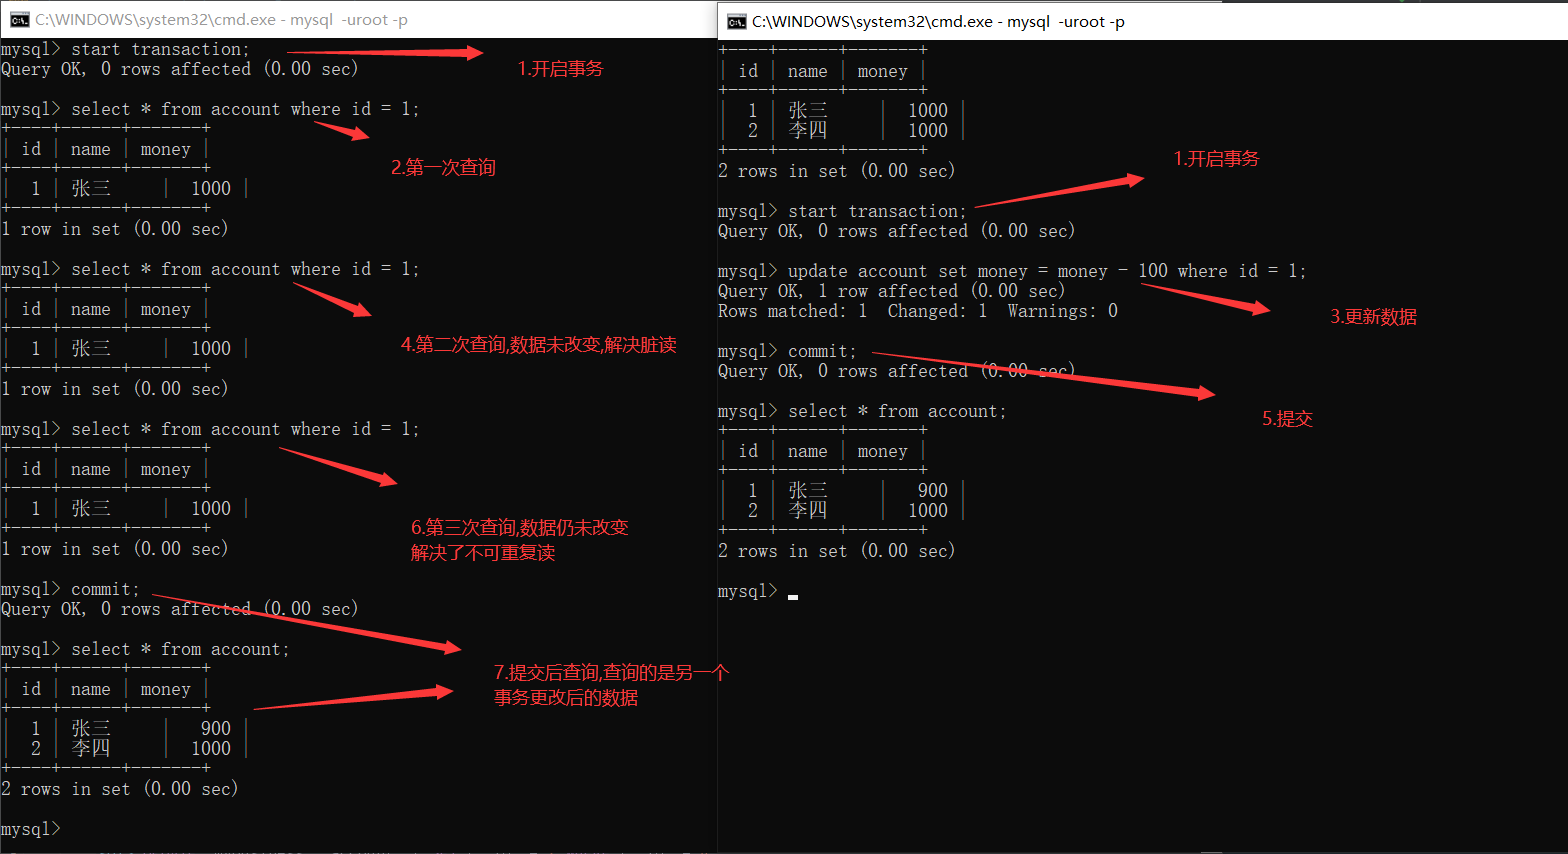 C:\WINDOWS\system32\cmd.exe - mysql  -uroot -p
mysql> start transaction;
Query OK, 0 rows affected (0.00 sec)
1.开启事务
mysql> select * from account where id = 1;
+----+------+-------+
| id | name | money |
+----+------+-------+
|  1 | 张三     |  1000 |
+----+------+-------+
1 row in set (0.00 sec)
2.第一次查询
mysql> select * from account where id = 1;
+----+------+-------+
| id | name | money |
+----+------+-------+
|  1 | 张三     |  1000 |
+----+------+-------+
1 row in set (0.00 sec)
4.第二次查询,数据未改变,解决脏读
mysql> select * from account where id = 1;
+----+------+-------+
| id | name | money |
+----+------+-------+
|  1 | 张三     |  1000 |
+----+------+-------+
1 row in set (0.00 sec)
6.第三次查询,数据仍未改变
解决了不可重复读
mysql> commit;
Query OK, 0 rows affected (0.00 sec)
mysql> select * from account;
+----+------+-------+
| id | name | money |
+----+------+-------+
|  1 | 张三     |   900 |
|  2 | 李四     |  1000 |
+----+------+-------+
2 rows in set (0.00 sec)
7.提交后查询,查询的是另一个
事务更改后的数据
mysql>
C:\WINDOWS\system32\cmd.exe - mysql  -uroot -p
+----+------+-------+
| id | name | money |
+----+------+-------+
|  1 | 张三     |  1000 |
|  2 | 李四     |  1000 |
+----+------+-------+
2 rows in set (0.00 sec)
1.开启事务
mysql> start transaction;
Query OK, 0 rows affected (0.00 sec)
mysql> update account set money = money - 100 where id = 1;
Query OK, 1 row affected (0.00 sec)
Rows matched: 1  Changed: 1  Warnings: 0
3.更新数据
mysql> commit;
Query OK, 0 rows affected (0.00 sec)
5.提交
mysql> select * from account;
+----+------+-------+
| id | name | money |
+----+------+-------+
|  1 | 张三     |   900 |
|  2 | 李四     |  1000 |
+----+------+-------+
2 rows in set (0.00 sec)
mysql>